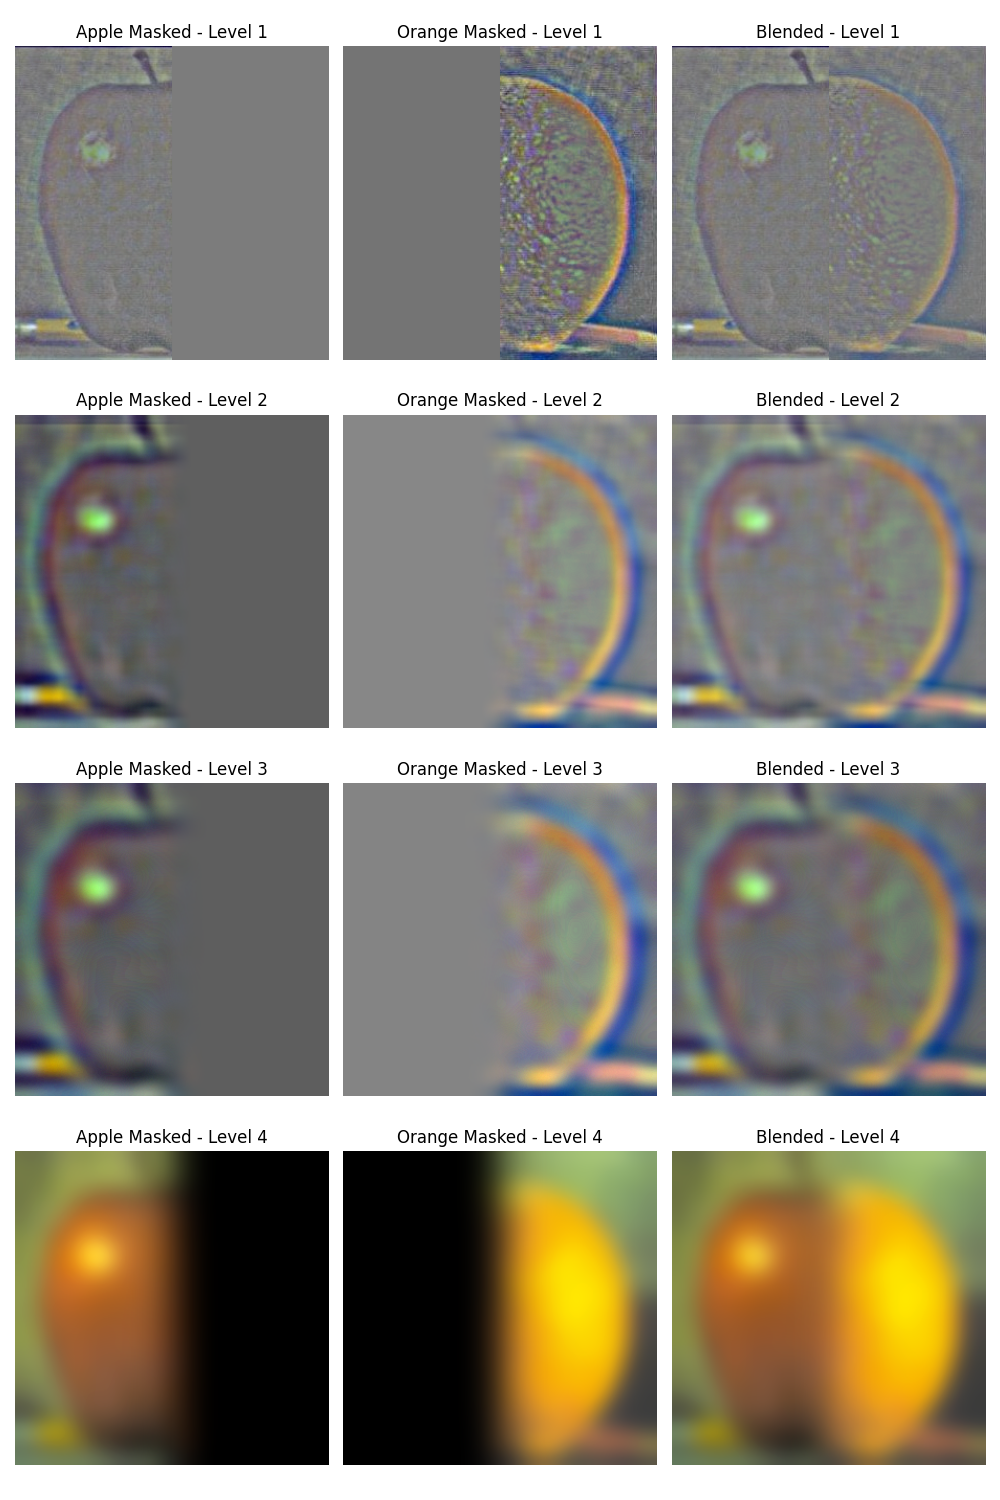 Apple Masked - Level 1
Orange Masked - Level 1
Blended - Level 1
Apple Masked - Level 2
Orange Masked - Level 2
Blended - Level 2
Apple Masked - Level 3
Orange Masked - Level 3
Blended - Level 3
Apple Masked - Level 4
Orange Masked - Level 4
Blended - Level 4